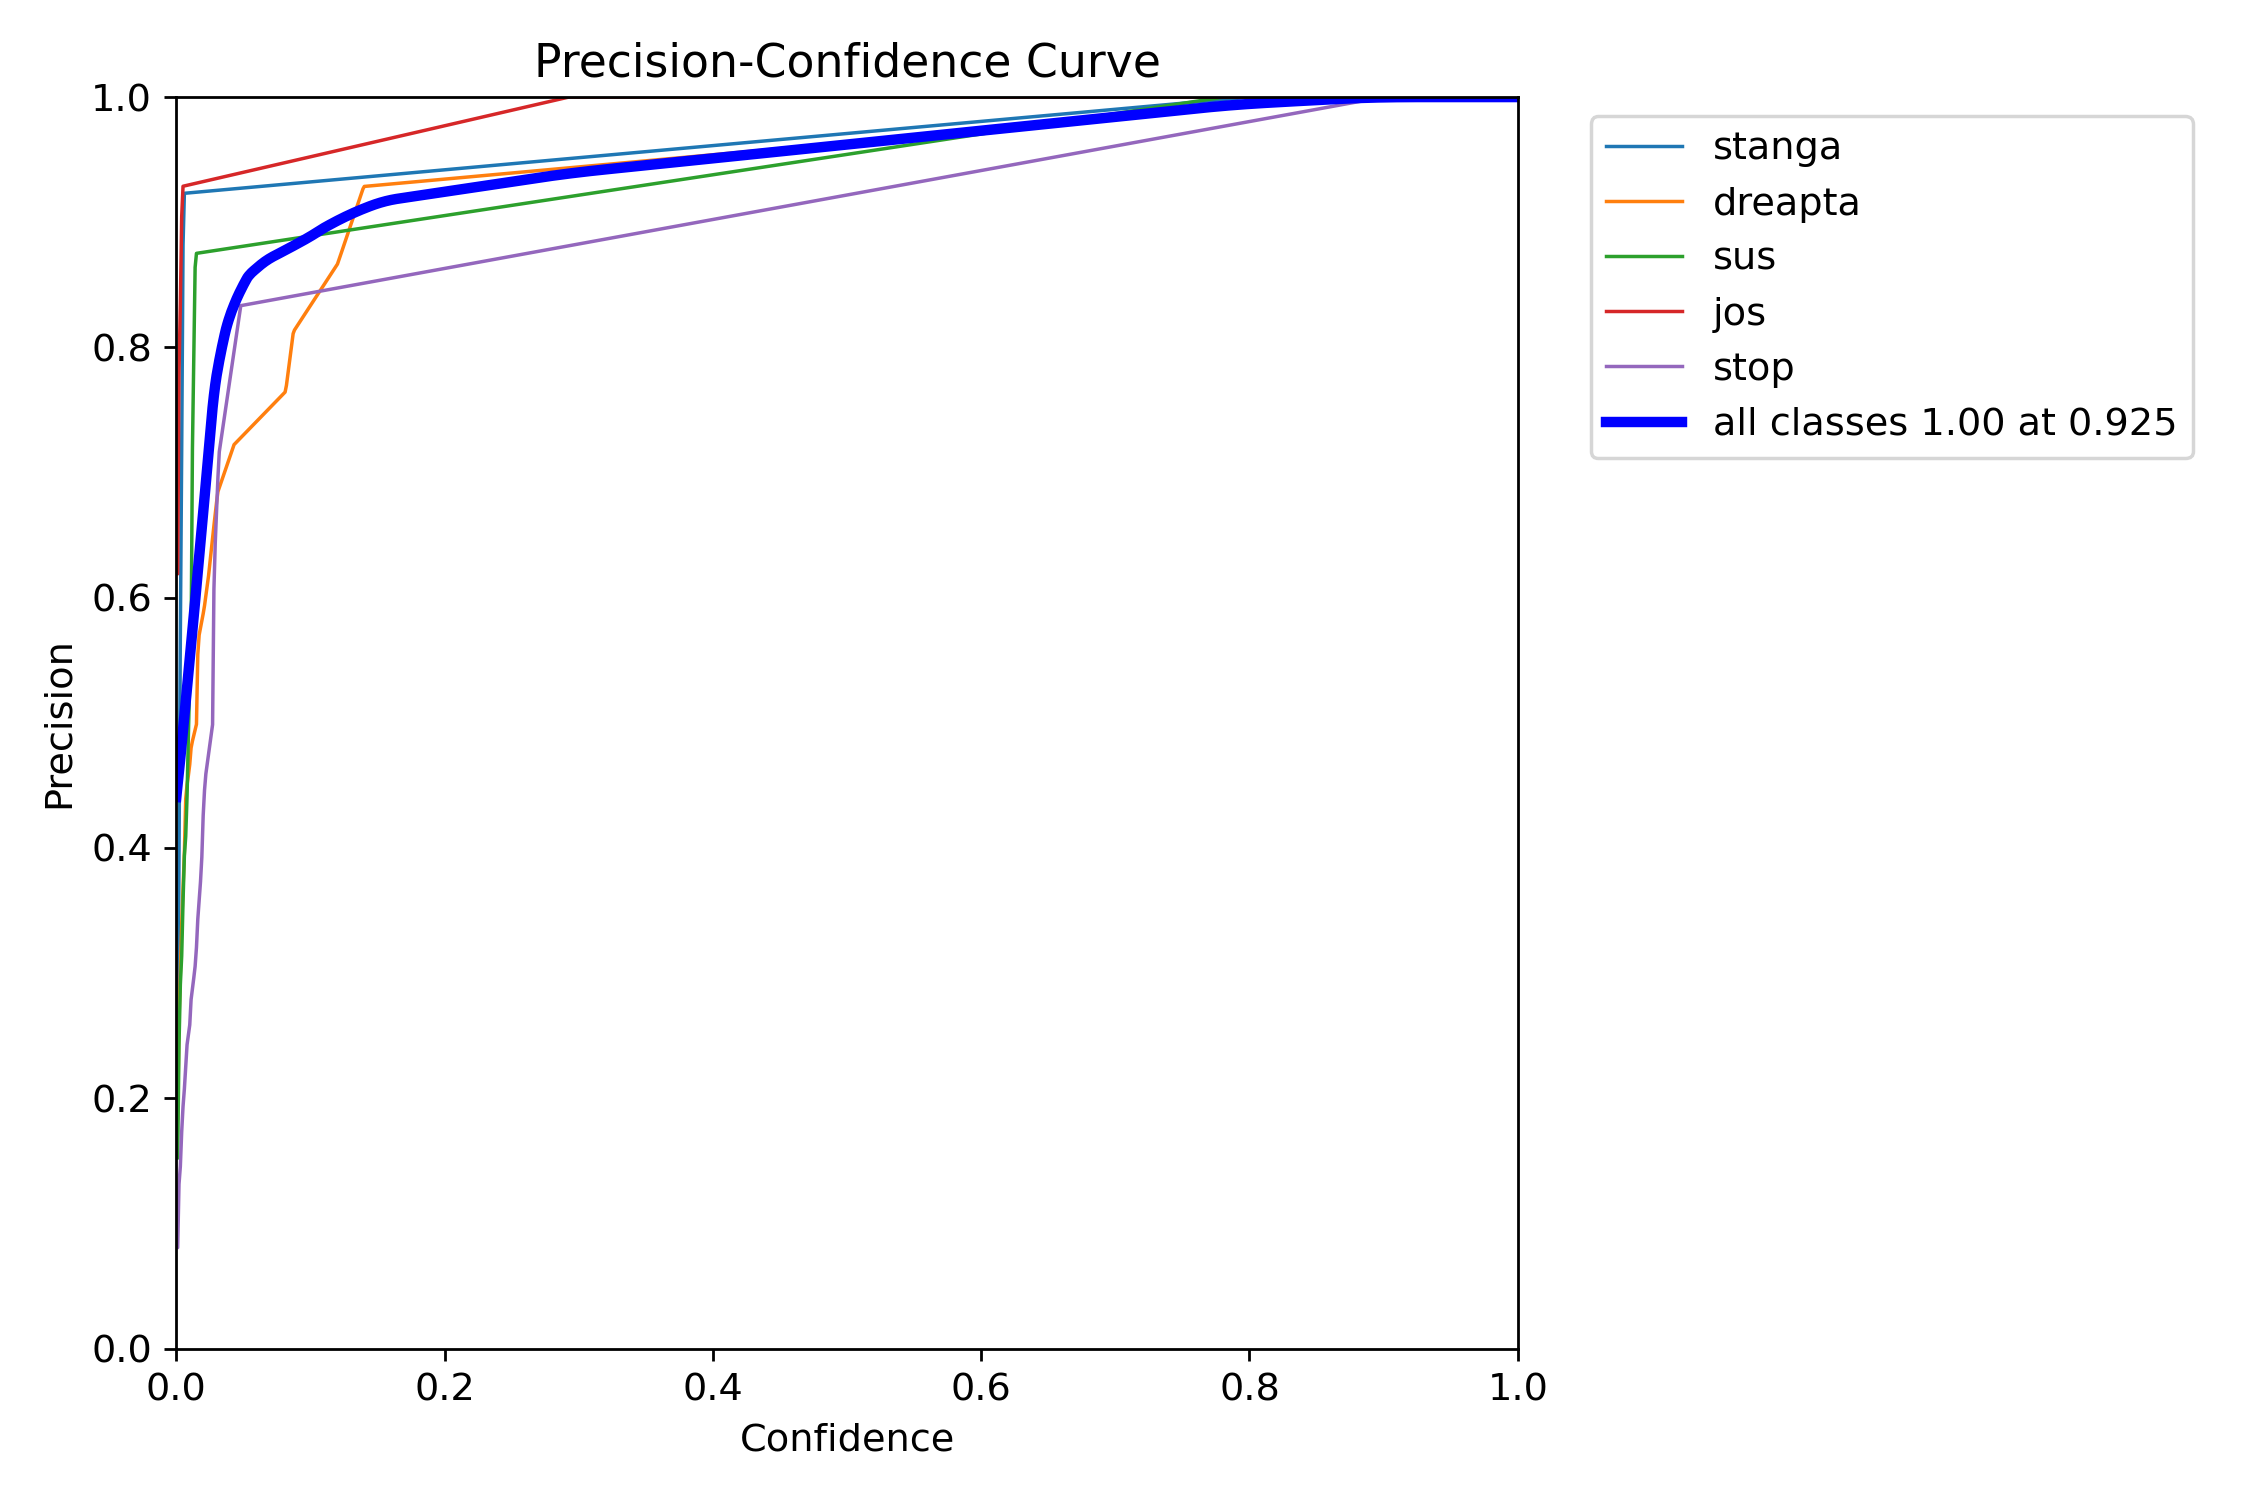 Precision-Confidence Curve
1.0
0.8
0.6
0.4
0.2
0.0
Precision
0.0 0.2 0.4 0.6 0.8 1.0
Confidence
stanga
dreapta
sus
jos
stop
all classes 1.00 at 0.925